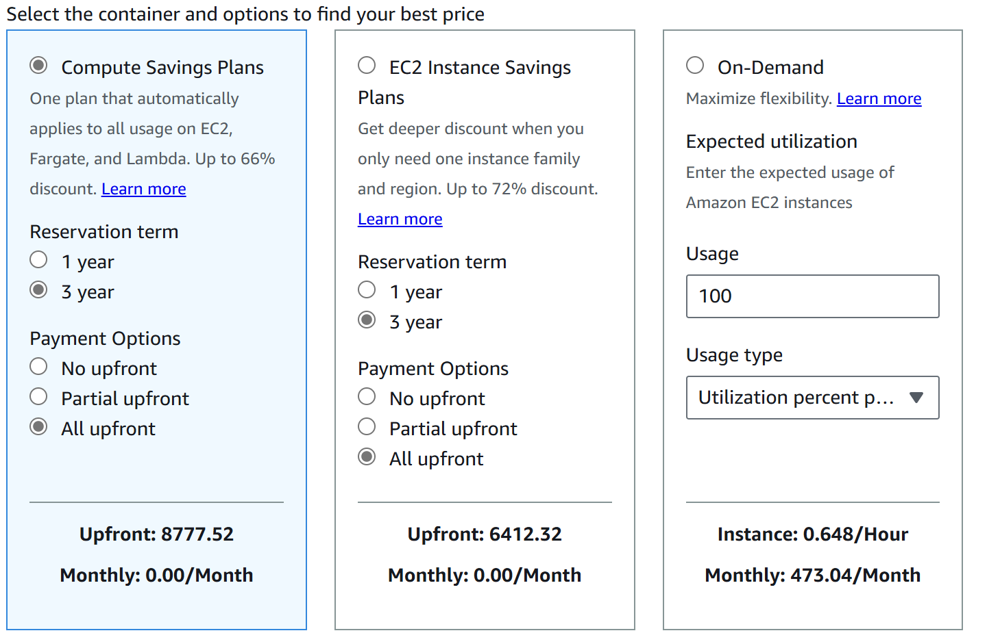 Select the container and options to find your best price
Compute Savings Plans
One plan that automatically
applies to all usage on EC2,
Fargate, and Lambda. Up to 66%
discount. Learn more
Reservation term
1 year
3 year
Payment Options
No upfront
Partial upfront
All upfront
Upfront: 8777.52
Monthly: 0.00/Month
EC2 Instance Savings
Plans
Get deeper discount when you
only need one instance family
and region. Up to 72% discount.
Learn more
Reservation term
1 year
3 year
Payment Options
No upfront
Partial upfront
All upfront
Upfront: 6412.32
Monthly: 0.00/Month
On-Demand
Maximize flexibility. Learn more
Expected utilization
Enter the expected usage of
Amazon EC2 instances
Usage
100
Usage type
Utilization percent p...
Instance: 0.648/Hour
Monthly: 473.04/Month